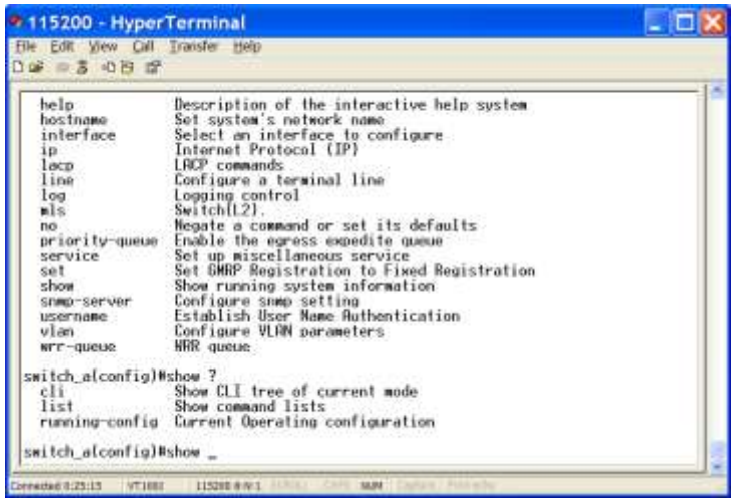 115200 - HyperTerminal
File Edit View Call Transfer Help
help Description of the interactive help system
hostname Set system's network name
interface Select an interface to configure
ip Internet Protocol (IP)
lacp LACP commands
line Configure a terminal line
log Logging control
mls Switch(L2).
no Negate a command or set its defaults
priority-queue Enable the egress expedite queue
service Set up miscellaneous service
set Set GMRP Registration to Fixed Registration
show Show running system information
snmp-server Configure snmp setting
username Establish User Name Authentication
vlan Configure VLAN parameters
wrr-queue WRR queue
switch_a(config)#show ?
cli Show CLI tree of current mode
list Show command lists
running-config Current Operating configuration
switch_a(config)#show _
Connected 0:25:15 VT100J 115200 8-N-1 SCROLL CAPS NUM Capture Print echo